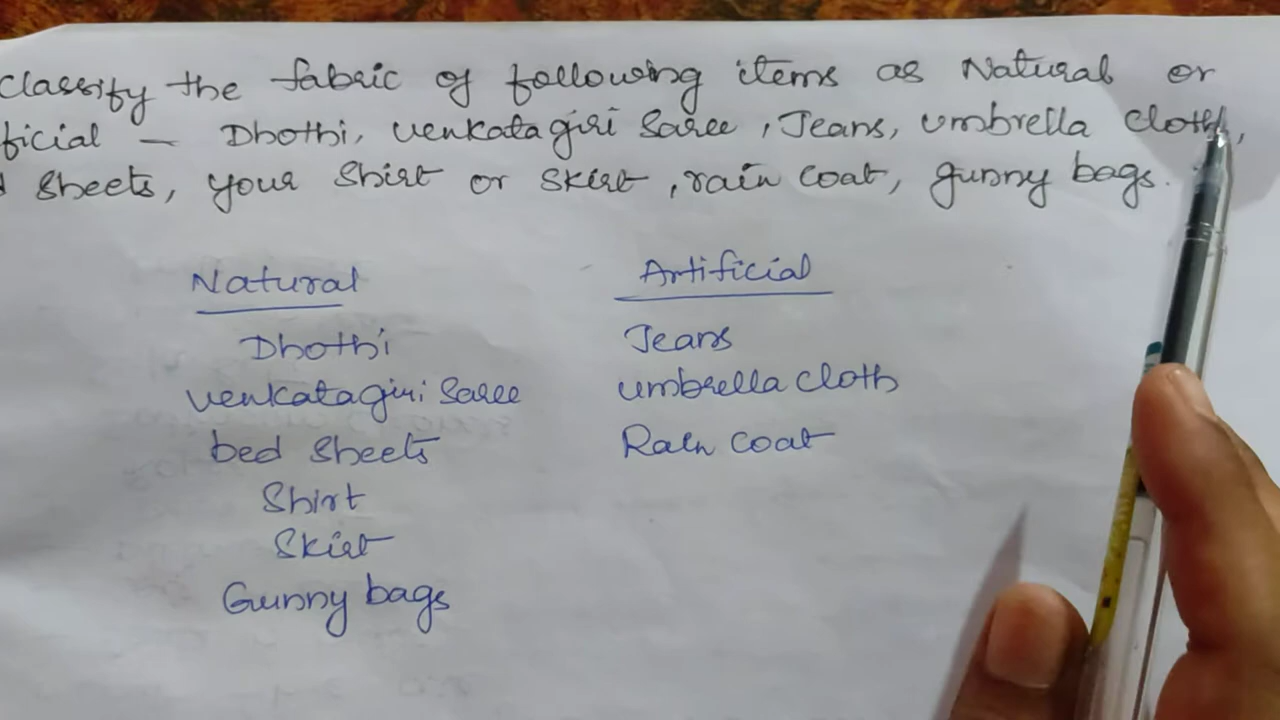 classify the fabric of following items as Natural or
ficial - Dhothi, venkatagiri Saree, Jeans, umbrella cloth,
d sheets, your shirt or skirt, rain coat, gunny bags.
Natural
Artificial
Dhothi
Jeans
venkatagiri Saree
umbrella cloth
bed sheets
Rain coat
Shirt
Skirt
Gunny bags